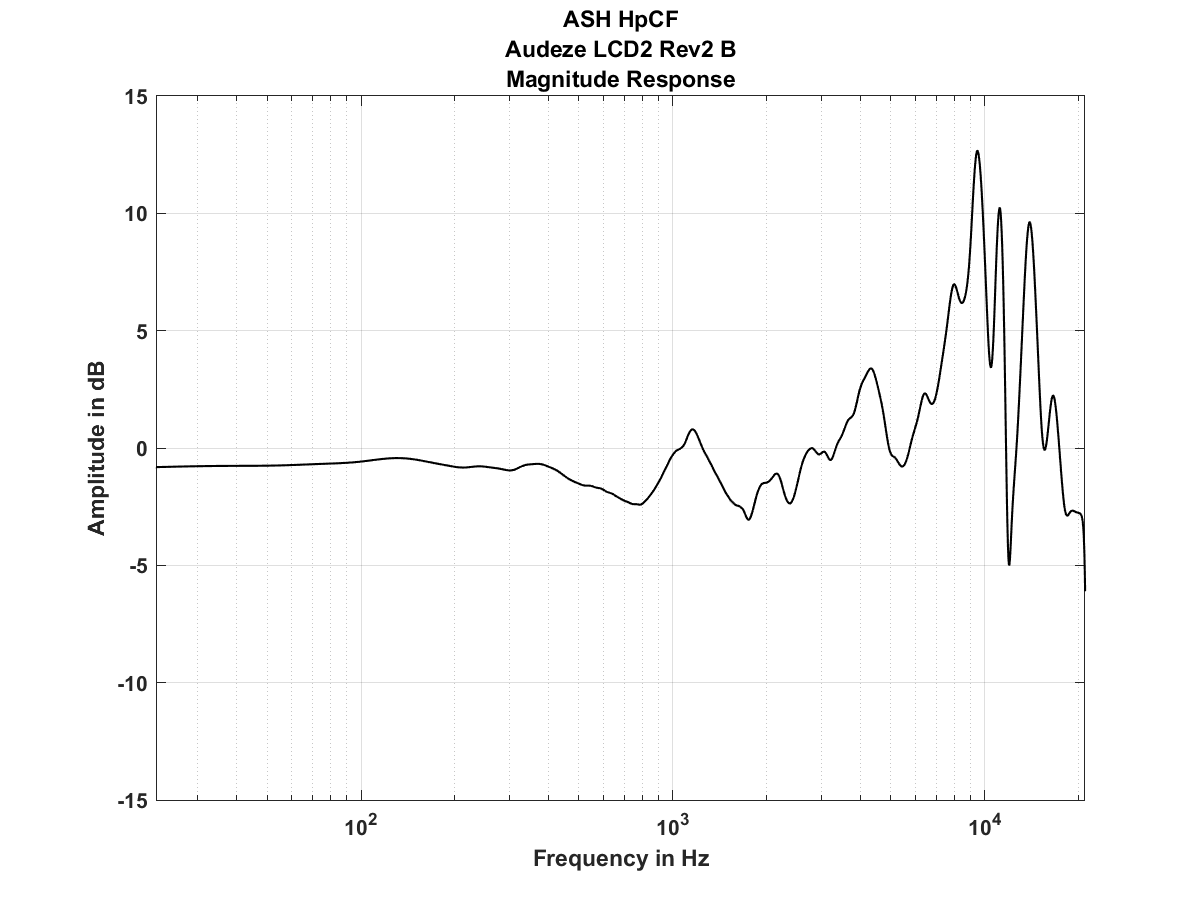 ASH HpCF
Audeze LCD2 Rev2 B
Magnitude Response
15
10
5
0
-5
-10
-15
Amplitude in dB
10²
10³
10⁴
Frequency in Hz